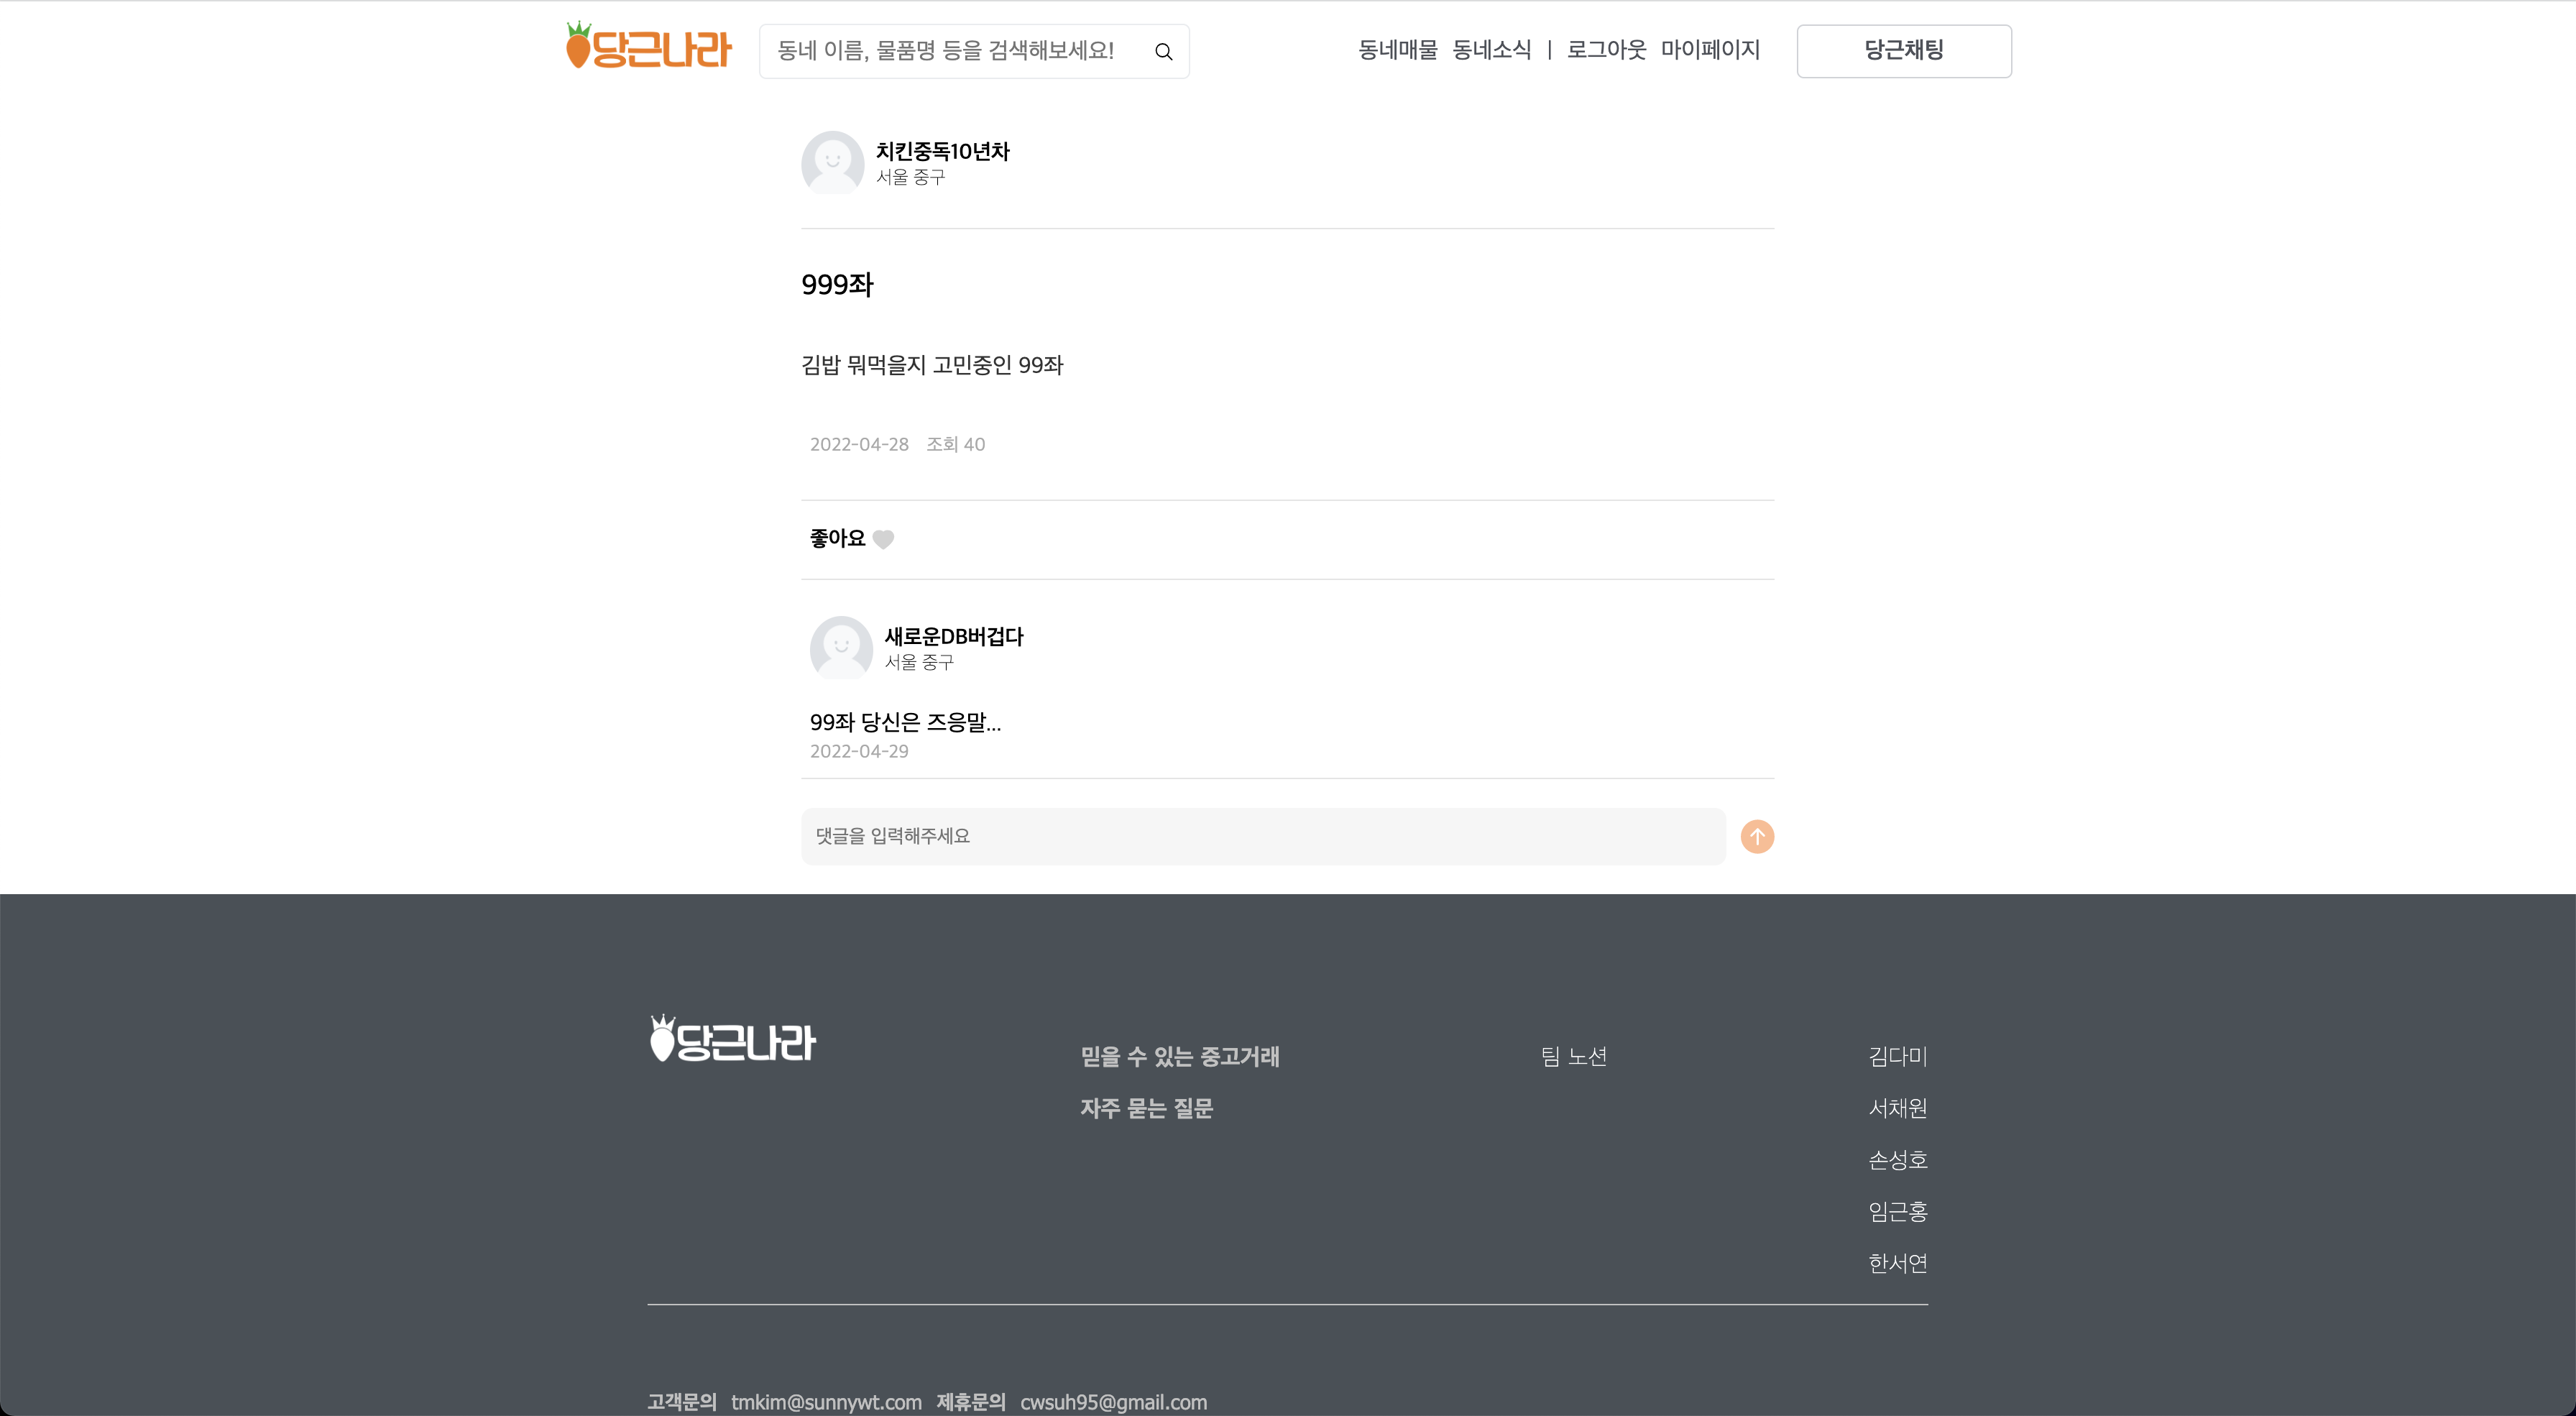 당근나라
동네 이름, 물품명 등을 검색해보세요!
동네매물 동네소식 | 로그아웃 마이페이지
당근채팅
치킨중독10년차
서울 중구
999좌
김밥 뭐먹을지 고민중인 99좌
2022-04-28 조회 40
좋아요
새로운DB버겁다
서울 중구
99좌 당신은 즈응말...
2022-04-29
댓글을 입력해주세요
당근나라
믿을 수 있는 중고거래
자주 묻는 질문
팀 노션
김다미
서채원
손성호
임근홍
한서연
고객문의 tmkim@sunnywt.com 제휴문의 cwsuh95@gmail.com